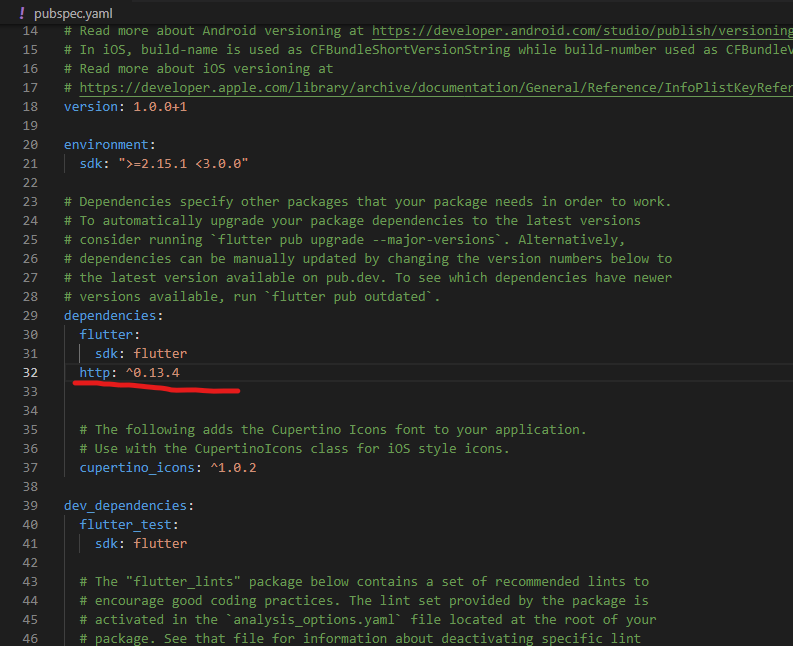 ! pubspec.yaml
14 # Read more about Android versioning at https://developer.android.com/studio/publish/versioning
15 # In iOS, build-name is used as CFBundleShortVersionString while build-number used as CFBundleV
16 # Read more about iOS versioning at
17 # https://developer.apple.com/library/archive/documentation/General/Reference/InfoPlistKeyRefer
18 version: 1.0.0+1
19
20 environment:
21 sdk: ">=2.15.1 <3.0.0"
22
23 # Dependencies specify other packages that your package needs in order to work.
24 # To automatically upgrade your package dependencies to the latest versions
25 # consider running `flutter pub upgrade --major-versions`. Alternatively,
26 # dependencies can be manually updated by changing the version numbers below to
27 # the latest version available on pub.dev. To see which dependencies have newer
28 # versions available, run `flutter pub outdated`.
29 dependencies:
30 flutter:
31 sdk: flutter
32 http: ^0.13.4
33
34
35 # The following adds the Cupertino Icons font to your application.
36 # Use with the CupertinoIcons class for iOS style icons.
37 cupertino_icons: ^1.0.2
38
39 dev_dependencies:
40 flutter_test:
41 sdk: flutter
42
43 # The "flutter_lints" package below contains a set of recommended lints to
44 # encourage good coding practices. The lint set provided by the package is
45 # activated in the `analysis_options.yaml` file located at the root of your
46 # package. See that file for information about deactivating specific lint